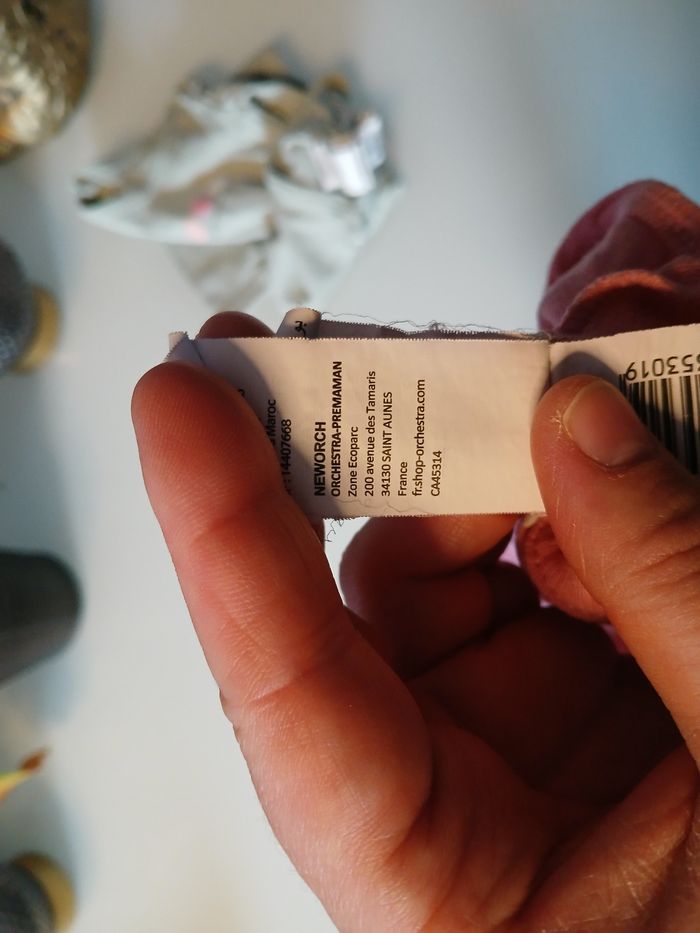 Maroc
: 14407668
NEWORCH
ORCHESTRA-PREMAMAN
Zone Ecoparc
200 avenue des Tamaris
34130 SAINT AUNES
France
fr.shop-orchestra.com
CA45314
553019